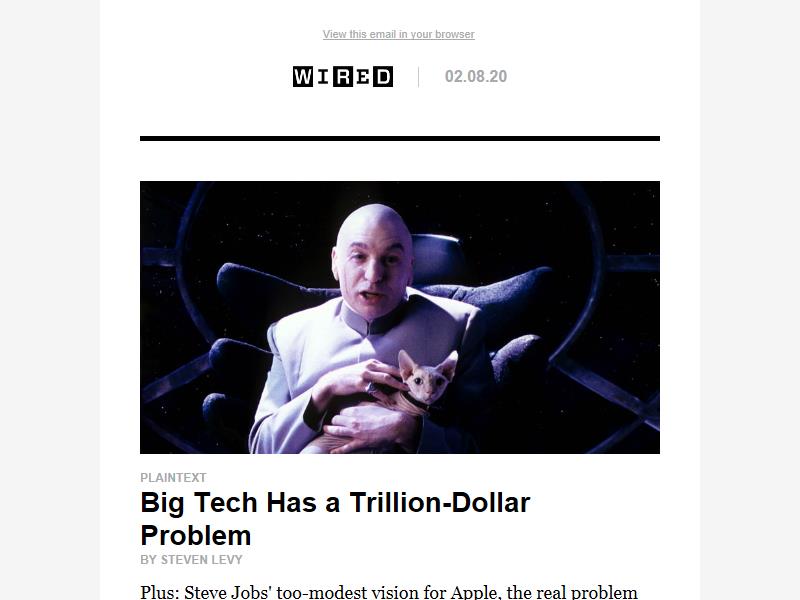 View this email in your browser
WIRED 02.08.20
PLAINTEXT
Big Tech Has a Trillion-Dollar
Problem
BY STEVEN LEVY
Plus: Steve Jobs' too-modest vision for Apple, the real problem